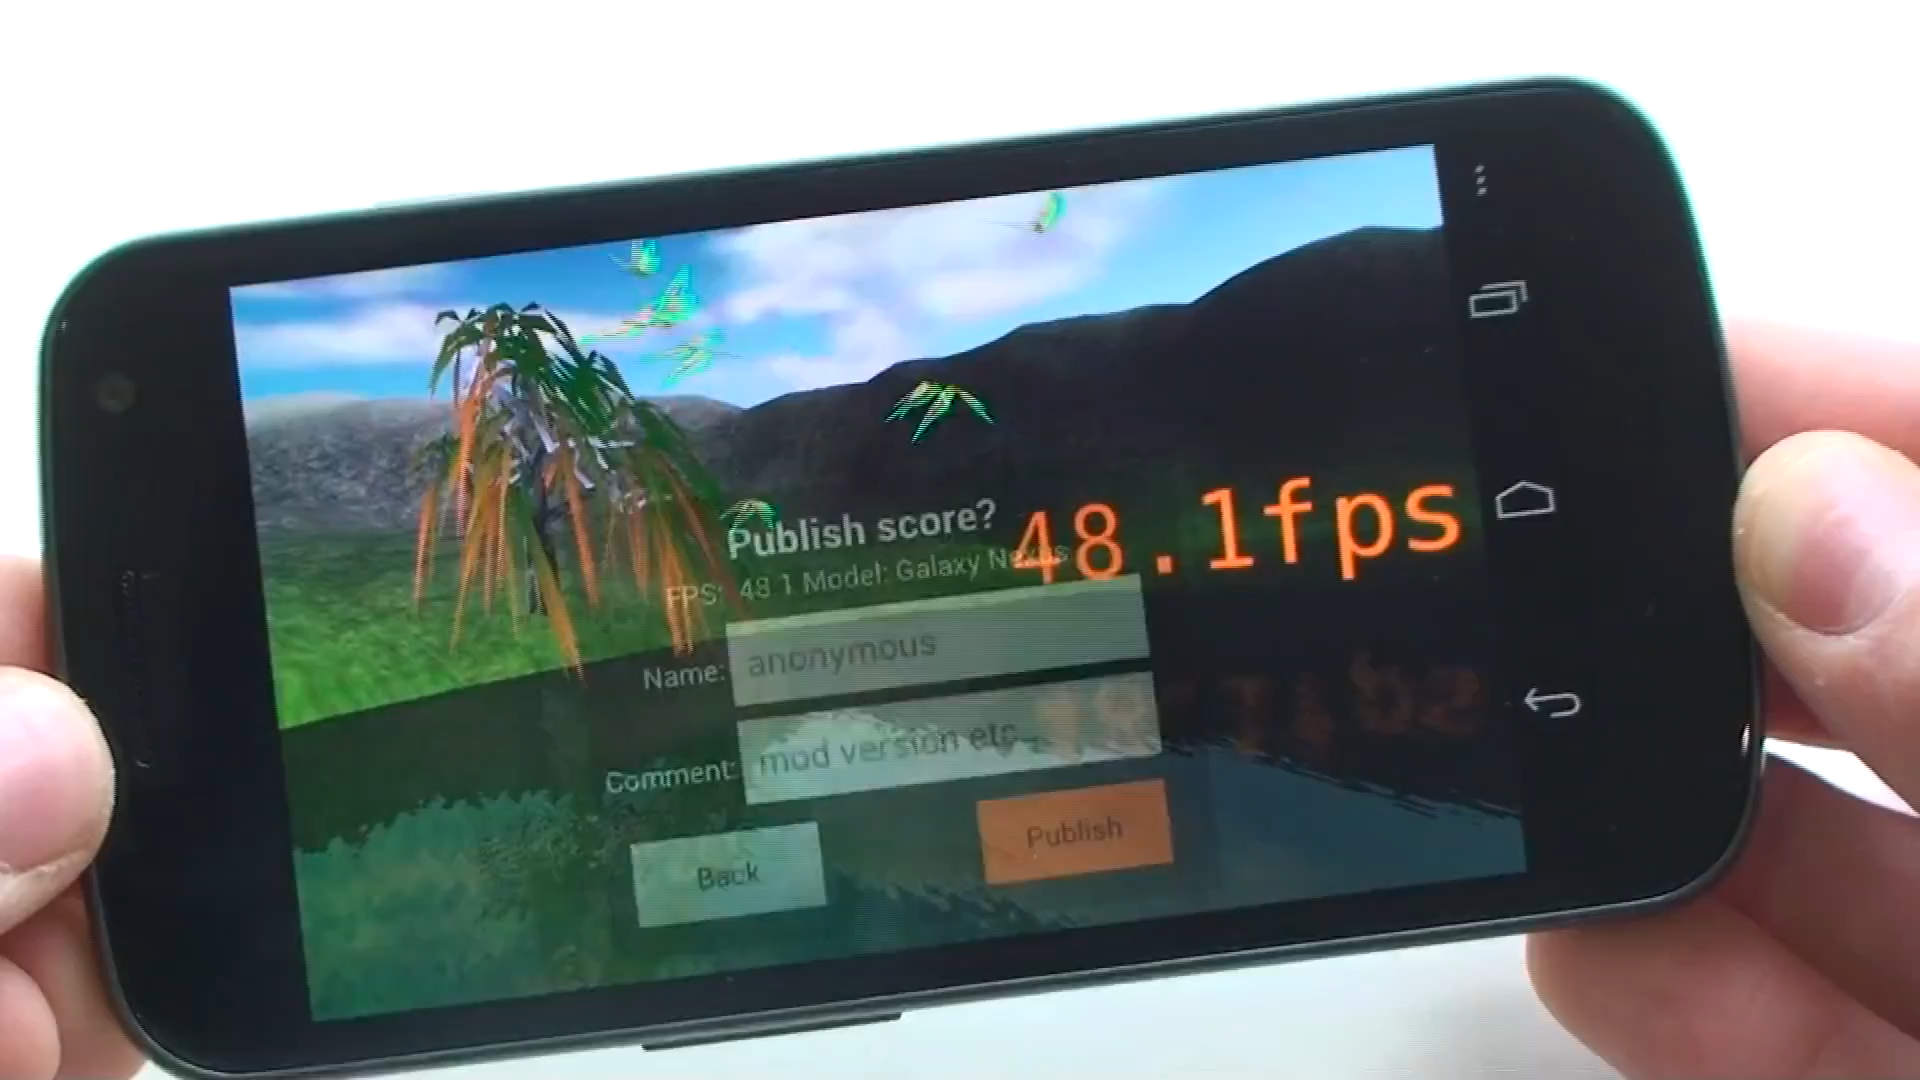 Publish score?
48.1fps
FPS: 48.1 Model: Galaxy Nexus
Name: anonymous
Comment: mod version etc...
Back
Publish